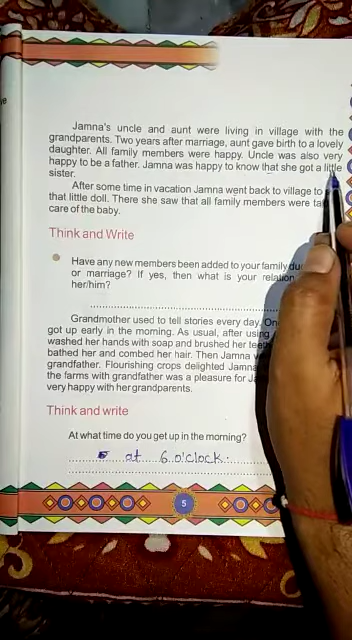 Jamna's uncle and aunt were living in village with the
grandparents. Two years after marriage, aunt gave birth to a lovely
daughter. All family members were happy. Uncle was also very
happy to be a father. Jamna was happy to know that she got a little
sister.
After some time in vacation Jamna went back to village to
that little doll. There she saw that all family members were
care of the baby.
Think and Write
Have any new members been added to your family
or marriage? If yes, then what is your relation
her/him?
Grandmother used to tell stories every day.
got up early in the morning. As usual, after using
washed her hands with soap and brushed her
bathed her and combed her hair. Then Jamna
grandfather. Flourishing crops delighted Jamna
the farms with grandfather was a pleasure for
very happy with her grandparents.
Think and write
At what time do you get up in the morning?
at 6 o'clock.
5